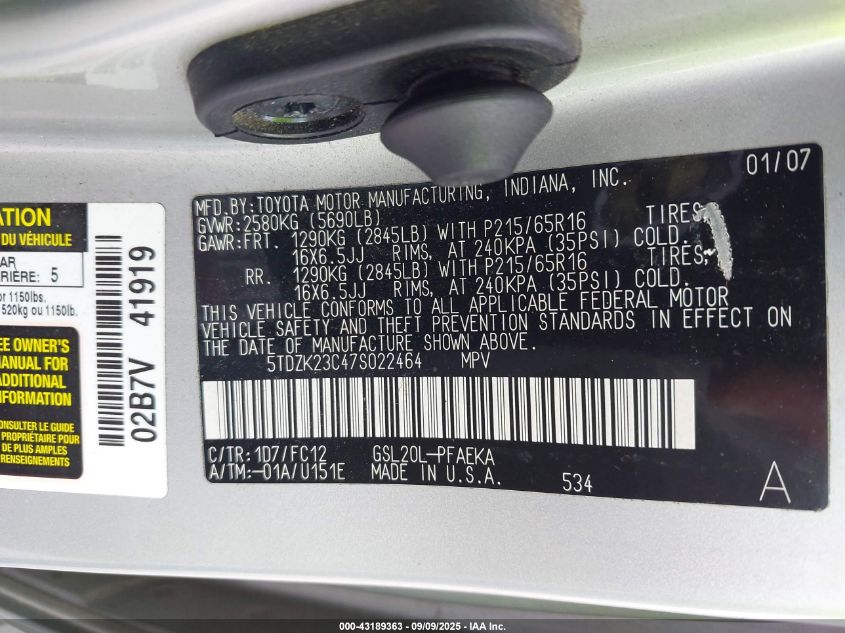 01/07
MFD.BY:TOYOTA MOTOR MANUFACTURING, INDIANA, INC.
GVWR:2580KG (5690LB)
GAWR:FRT. 1290KG (2845LB) WITH P215/65R16 TIRES,
16X6.5JJ RIMS, AT 240KPA (35PSI) COLD.
RR. 1290KG (2845LB) WITH P215/65R16 TIRES,
16X6.5JJ RIMS, AT 240KPA (35PSI) COLD.
THIS VEHICLE CONFORMS TO ALL APPLICABLE FEDERAL MOTOR
VEHICLE SAFETY AND THEFT PREVENTION STANDARDS IN EFFECT ON
THE DATE OF MANUFACTURE SHOWN ABOVE.
5TDZK23C47S022464 MPV
C/TR:1D7/FC12 GSL20L-PFAEKA
A/TM:-01A/U151E MADE IN U.S.A.
534
A
ATION
DU VÉHICULE
AR
RIÈRE: 5
or 1150lbs.
520kg ou 1150lb.
EE OWNER'S
MANUAL FOR
ADDITIONAL
INFORMATION
CONSULTER LE GUIDE
PROPRIÉTAIRE POUR
E PLUS AMPLES
RENSEIGNEMENTS
02B7V 41919
000-43189363 - 09/09/2025 - IAA Inc.